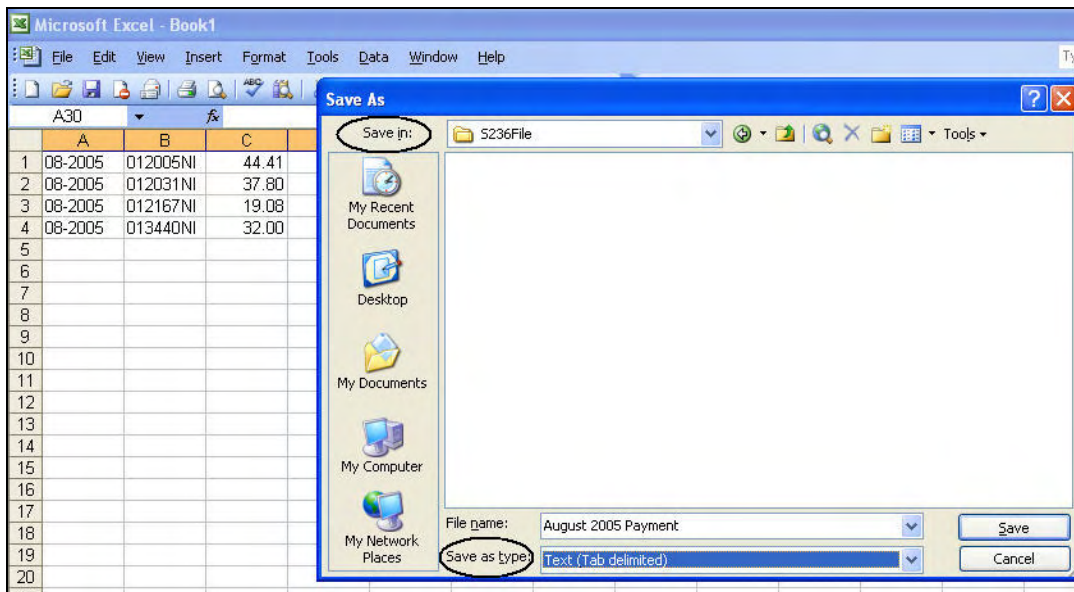 Microsoft Excel - Book1
File Edit View Insert Format Tools Data Window Help
A30 fx
A B C
1 08-2005 012005NI 44.41
2 08-2005 012031NI 37.80
3 08-2005 012167NI 19.08
4 08-2005 013440NI 32.00
5
6
7
8
9
10
11
12
13
14
15
16
17
18
19
20
Save As
Save in: S236File Tools
My Recent
Documents
Desktop
My Documents
My Computer
My Network
Places
File name: August 2005 Payment Save
Save as type: Text (Tab delimited) Cancel